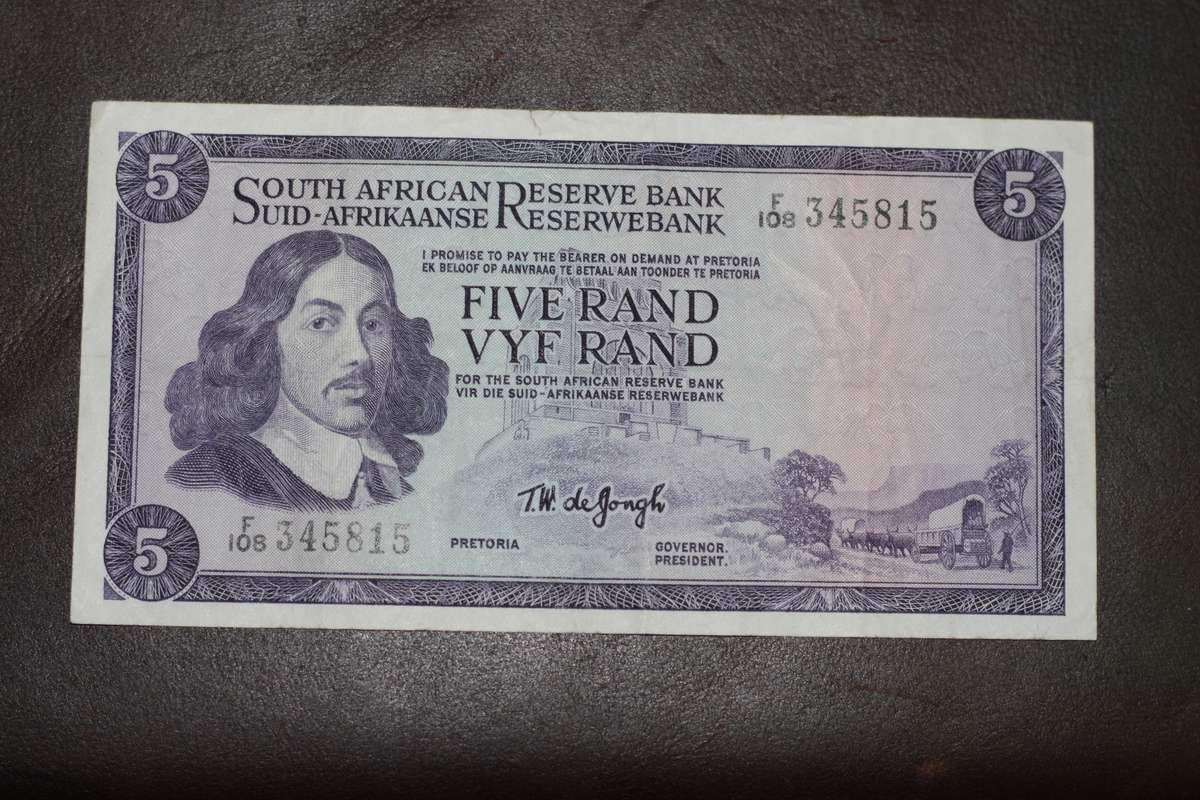 5
5
SOUTH AFRICAN RESERVE BANK
SUID-AFRIKAANSE RESERWEBANK
F/108 345815
I PROMISE TO PAY THE BEARER ON DEMAND AT PRETORIA
EK BELOOF OP AANVRAAG TE BETAAL AAN TOONDER TE PRETORIA
FIVE RAND
VYF RAND
FOR THE SOUTH AFRICAN RESERVE BANK
VIR DIE SUID-AFRIKAANSE RESERWEBANK
T.W. de Jongh
F/108 345815
PRETORIA
GOVERNOR.
PRESIDENT.
5